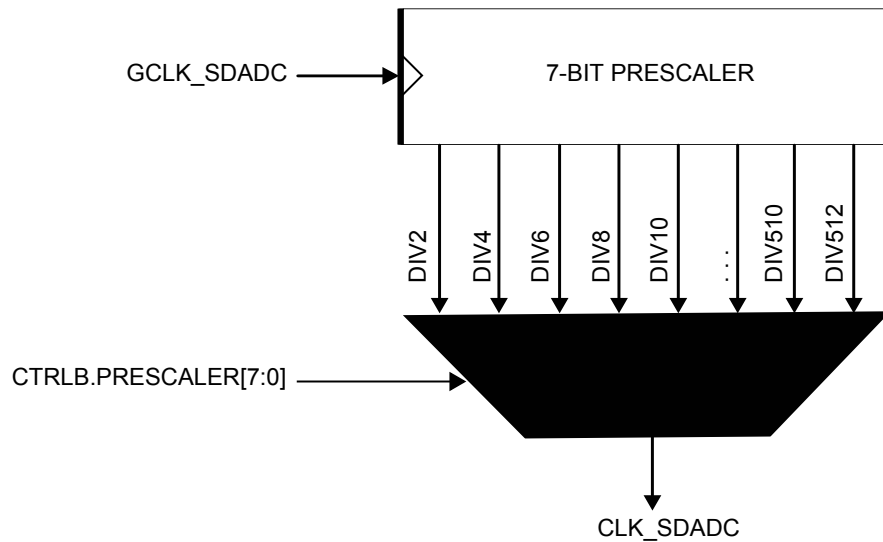 GCLK_SDADC
7-BIT PRESCALER
DIV2
DIV4
DIV6
DIV8
DIV10
. . .
DIV510
DIV512
CTRLB.PRESCALER[7:0]
CLK_SDADC